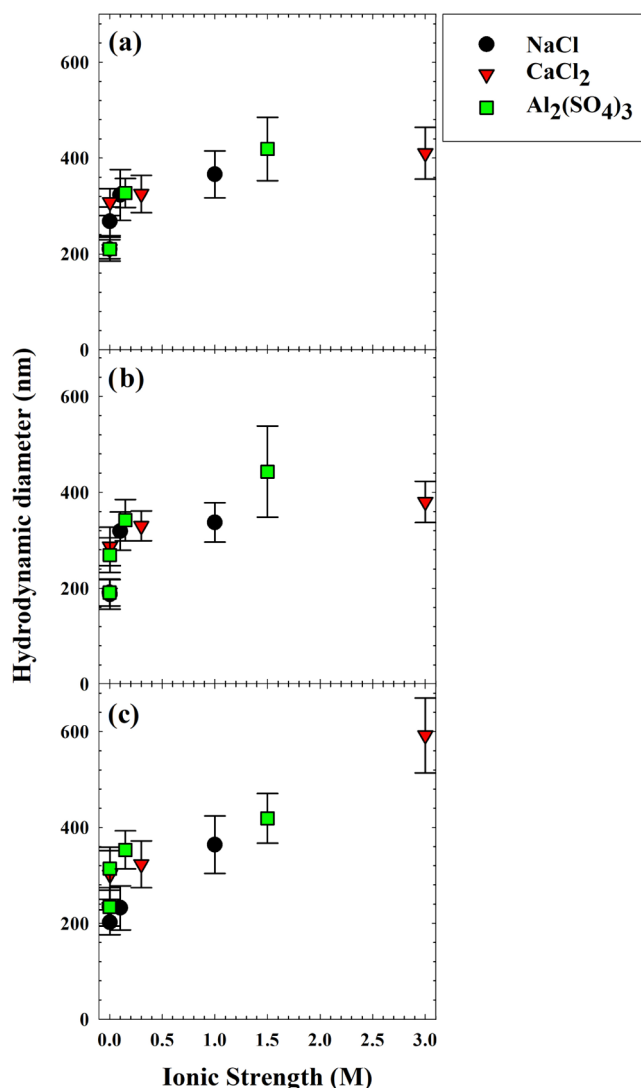 (a)
NaCl
CaCl₂
Al₂(SO₄)₃
600
400
200
0
(b)
600
400
200
0
(c)
600
400
200
0
0.0 0.5 1.0 1.5 2.0 2.5 3.0
Hydrodynamic diameter (nm)
Ionic Strength (M)